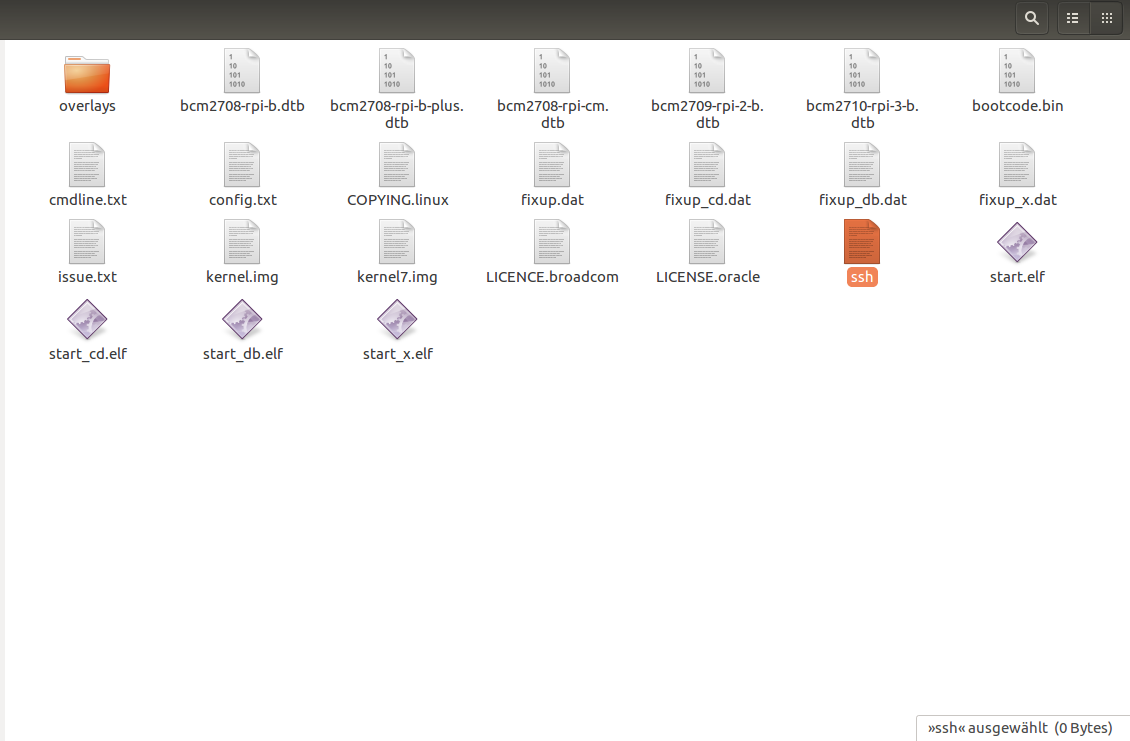 overlays
bcm2708-rpi-b.dtb
bcm2708-rpi-b-plus.
dtb
bcm2708-rpi-cm.
dtb
bcm2709-rpi-2-b.
dtb
bcm2710-rpi-3-b.
dtb
bootcode.bin
cmdline.txt
config.txt
COPYING.linux
fixup.dat
fixup_cd.dat
fixup_db.dat
fixup_x.dat
issue.txt
kernel.img
kernel7.img
LICENCE.broadcom
LICENSE.oracle
ssh
start.elf
start_cd.elf
start_db.elf
start_x.elf
»ssh« ausgewählt (0 Bytes)